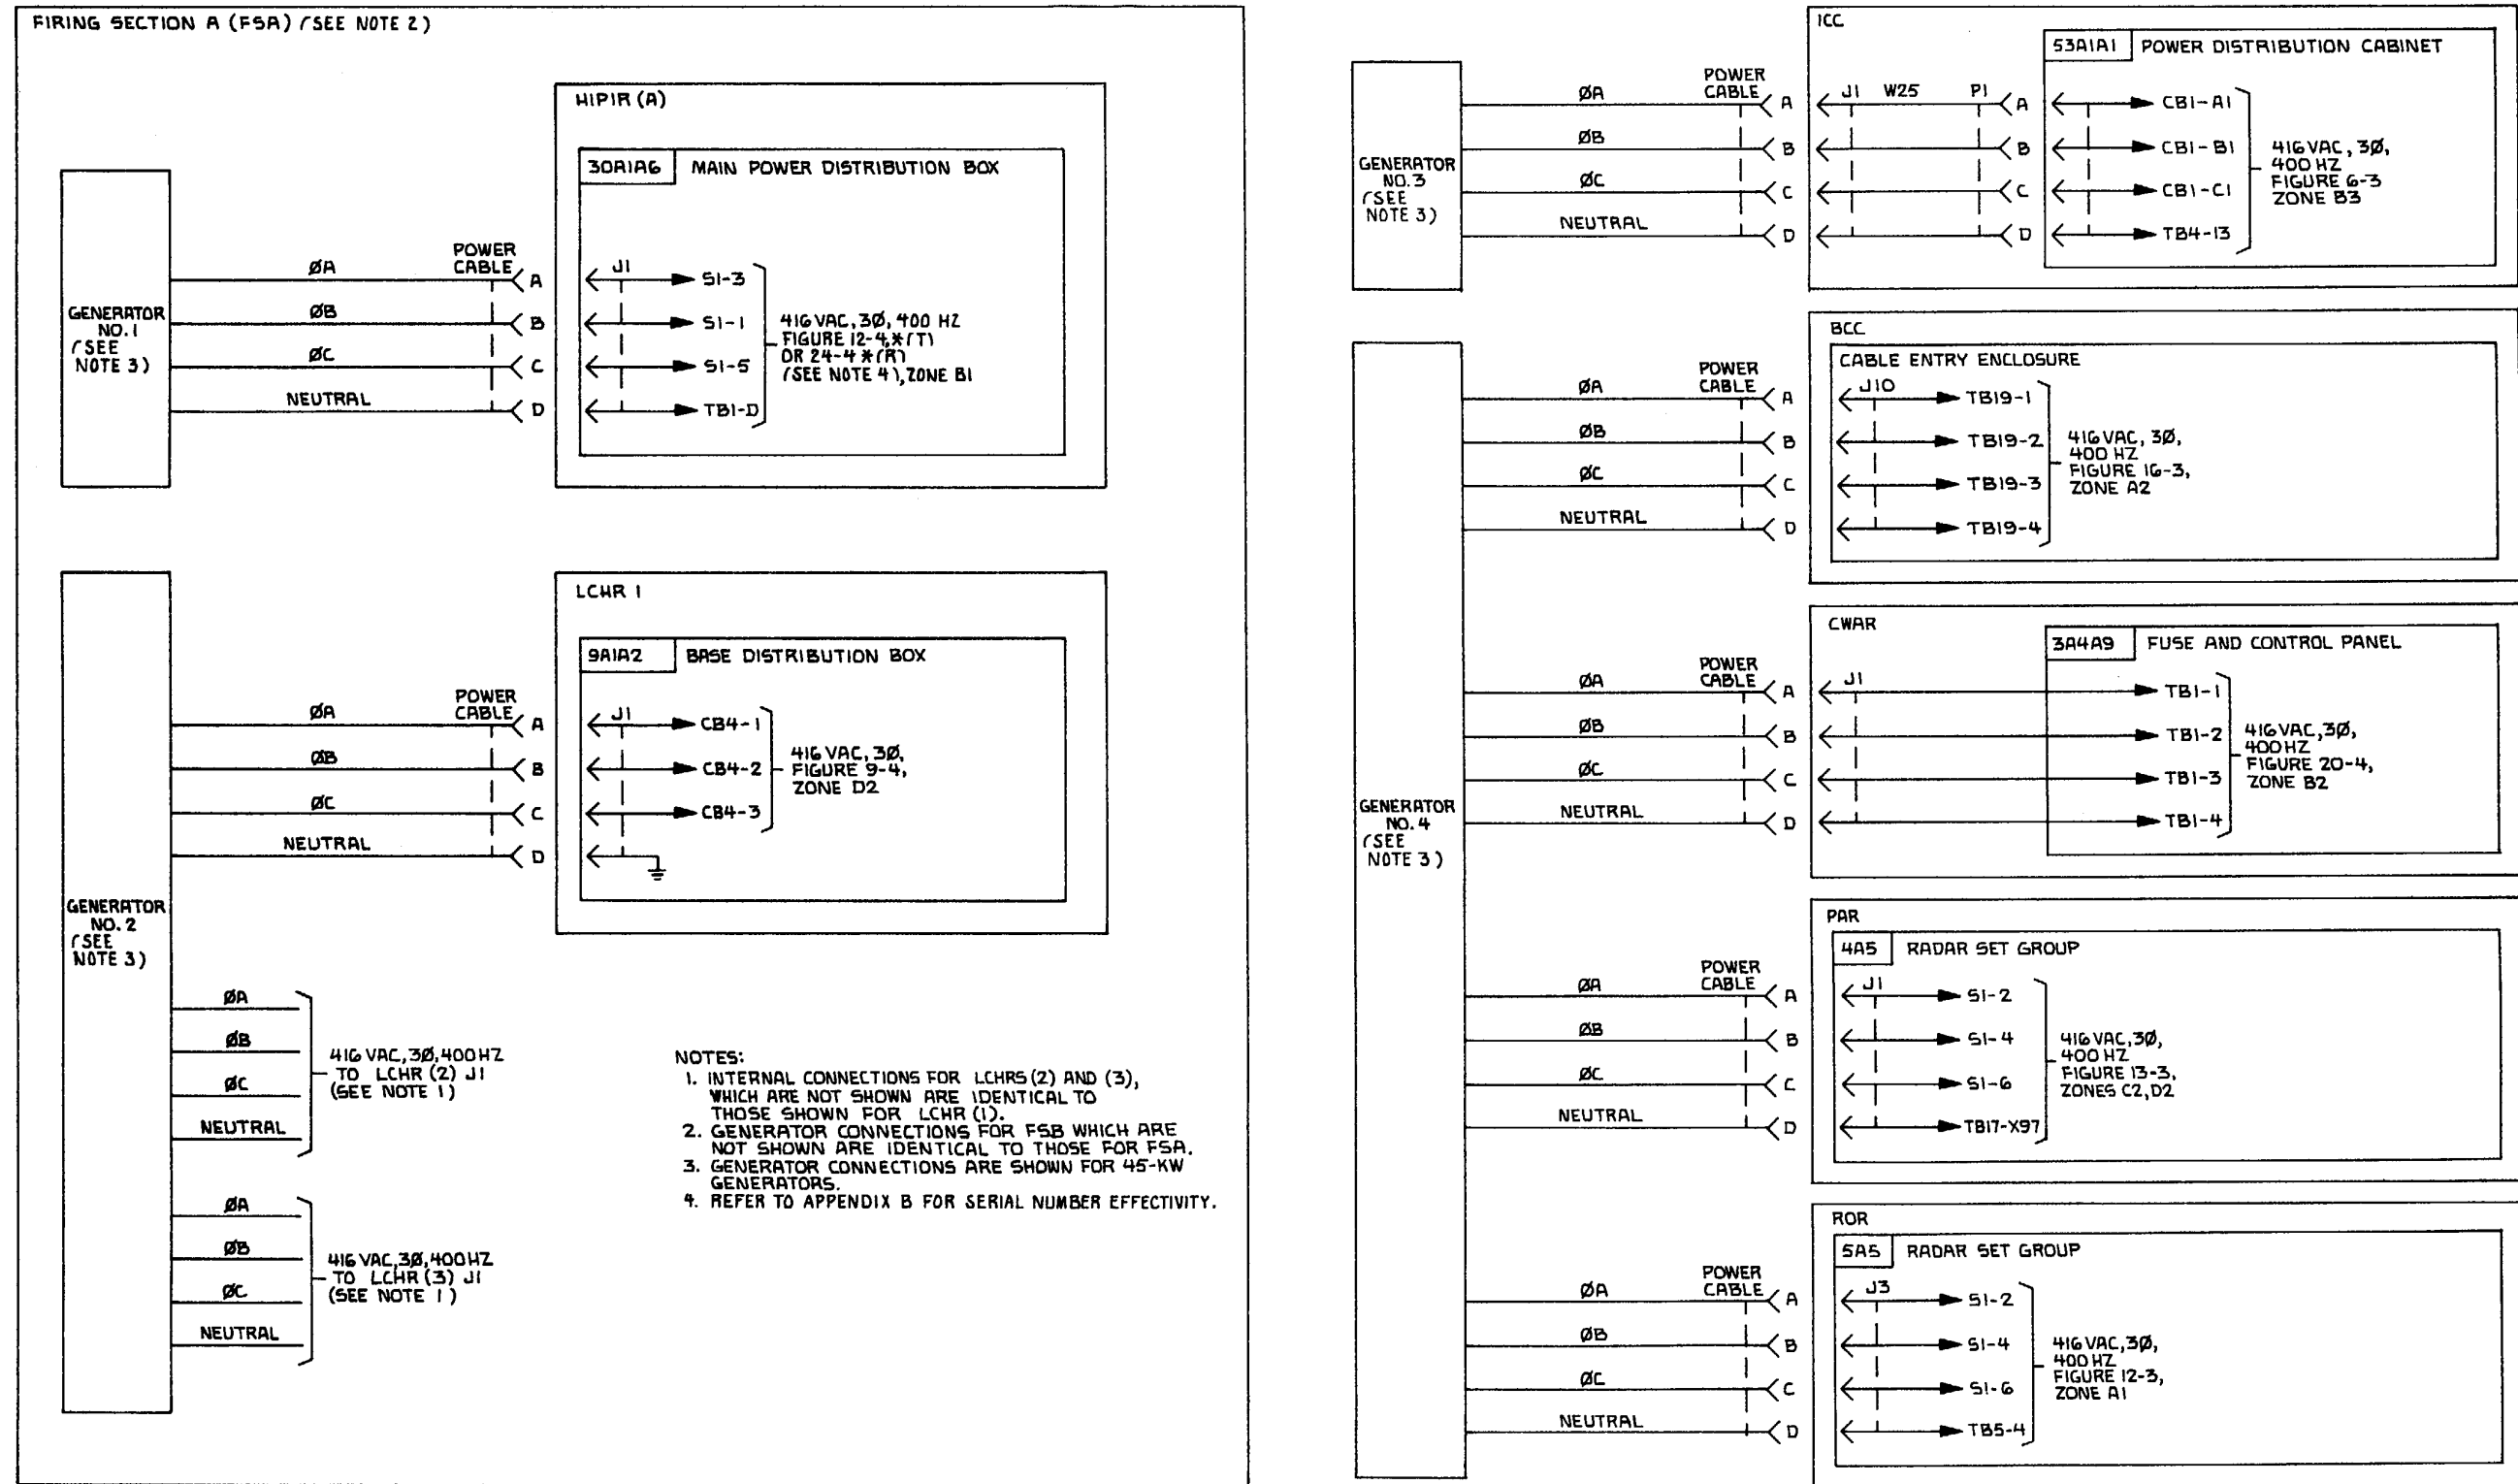 FIRING SECTION A (FSA) (SEE NOTE 2)
HIPIR (A)
30A1A6 MAIN POWER DISTRIBUTION BOX
GENERATOR
NO. 1
(SEE
NOTE 3)
POWER
CABLE
ØA
A
J1
S1-3
ØB
B
S1-1
ØC
C
S1-5
NEUTRAL
D
TB1-D
416 VAC, 3Ø, 400 HZ
FIGURE 12-4,*(T)
OR 24-4 *(R)
(SEE NOTE 4), ZONE B1
LCHR 1
9A1A2 BASE DISTRIBUTION BOX
GENERATOR
NO. 2
(SEE
NOTE 3)
POWER
CABLE
ØA
A
J1
CB4-1
ØB
B
CB4-2
ØC
C
CB4-3
NEUTRAL
D
416 VAC, 3Ø,
FIGURE 9-4,
ZONE D2
ØA
ØB
ØC
NEUTRAL
416 VAC, 3Ø, 400 HZ
TO LCHR (2) J1
(SEE NOTE 1)
ØA
ØB
ØC
NEUTRAL
416 VAC, 3Ø, 400 HZ
TO LCHR (3) J1
(SEE NOTE 1)
NOTES:
1. INTERNAL CONNECTIONS FOR LCHRS (2) AND (3),
WHICH ARE NOT SHOWN ARE IDENTICAL TO
THOSE SHOWN FOR LCHR (1).
2. GENERATOR CONNECTIONS FOR FSB WHICH ARE
NOT SHOWN ARE IDENTICAL TO THOSE FOR FSA.
3. GENERATOR CONNECTIONS ARE SHOWN FOR 45-KW
GENERATORS.
4. REFER TO APPENDIX B FOR SERIAL NUMBER EFFECTIVITY.
ICC
53A1A1 POWER DISTRIBUTION CABINET
GENERATOR
NO. 3
(SEE
NOTE 3)
POWER
CABLE
ØA
A
J1
W25
P1
A
CB1-A1
ØB
B
B
CB1-B1
ØC
C
C
CB1-C1
NEUTRAL
D
D
TB4-13
416 VAC, 3Ø,
400 HZ
FIGURE 6-3
ZONE B3
GENERATOR
NO. 4
(SEE
NOTE 3)
BCC
CABLE ENTRY ENCLOSURE
POWER
CABLE
ØA
A
J10
TB19-1
ØB
B
TB19-2
ØC
C
TB19-3
NEUTRAL
D
TB19-4
416 VAC, 3Ø,
400 HZ
FIGURE 16-3,
ZONE A2
CWAR
3A4A9 FUSE AND CONTROL PANEL
POWER
CABLE
ØA
A
J1
TB1-1
ØB
B
TB1-2
ØC
C
TB1-3
NEUTRAL
D
TB1-4
416 VAC, 3Ø,
400 HZ
FIGURE 20-4,
ZONE B2
PAR
4A5 RADAR SET GROUP
POWER
CABLE
ØA
A
J1
S1-2
ØB
B
S1-4
ØC
C
S1-6
NEUTRAL
D
TB17-X97
416 VAC, 3Ø,
400 HZ
FIGURE 13-3,
ZONES C2, D2
ROR
5A5 RADAR SET GROUP
POWER
CABLE
ØA
A
J3
S1-2
ØB
B
S1-4
ØC
C
S1-6
NEUTRAL
D
TB5-4
416 VAC, 3Ø,
400 HZ
FIGURE 12-3,
ZONE A1